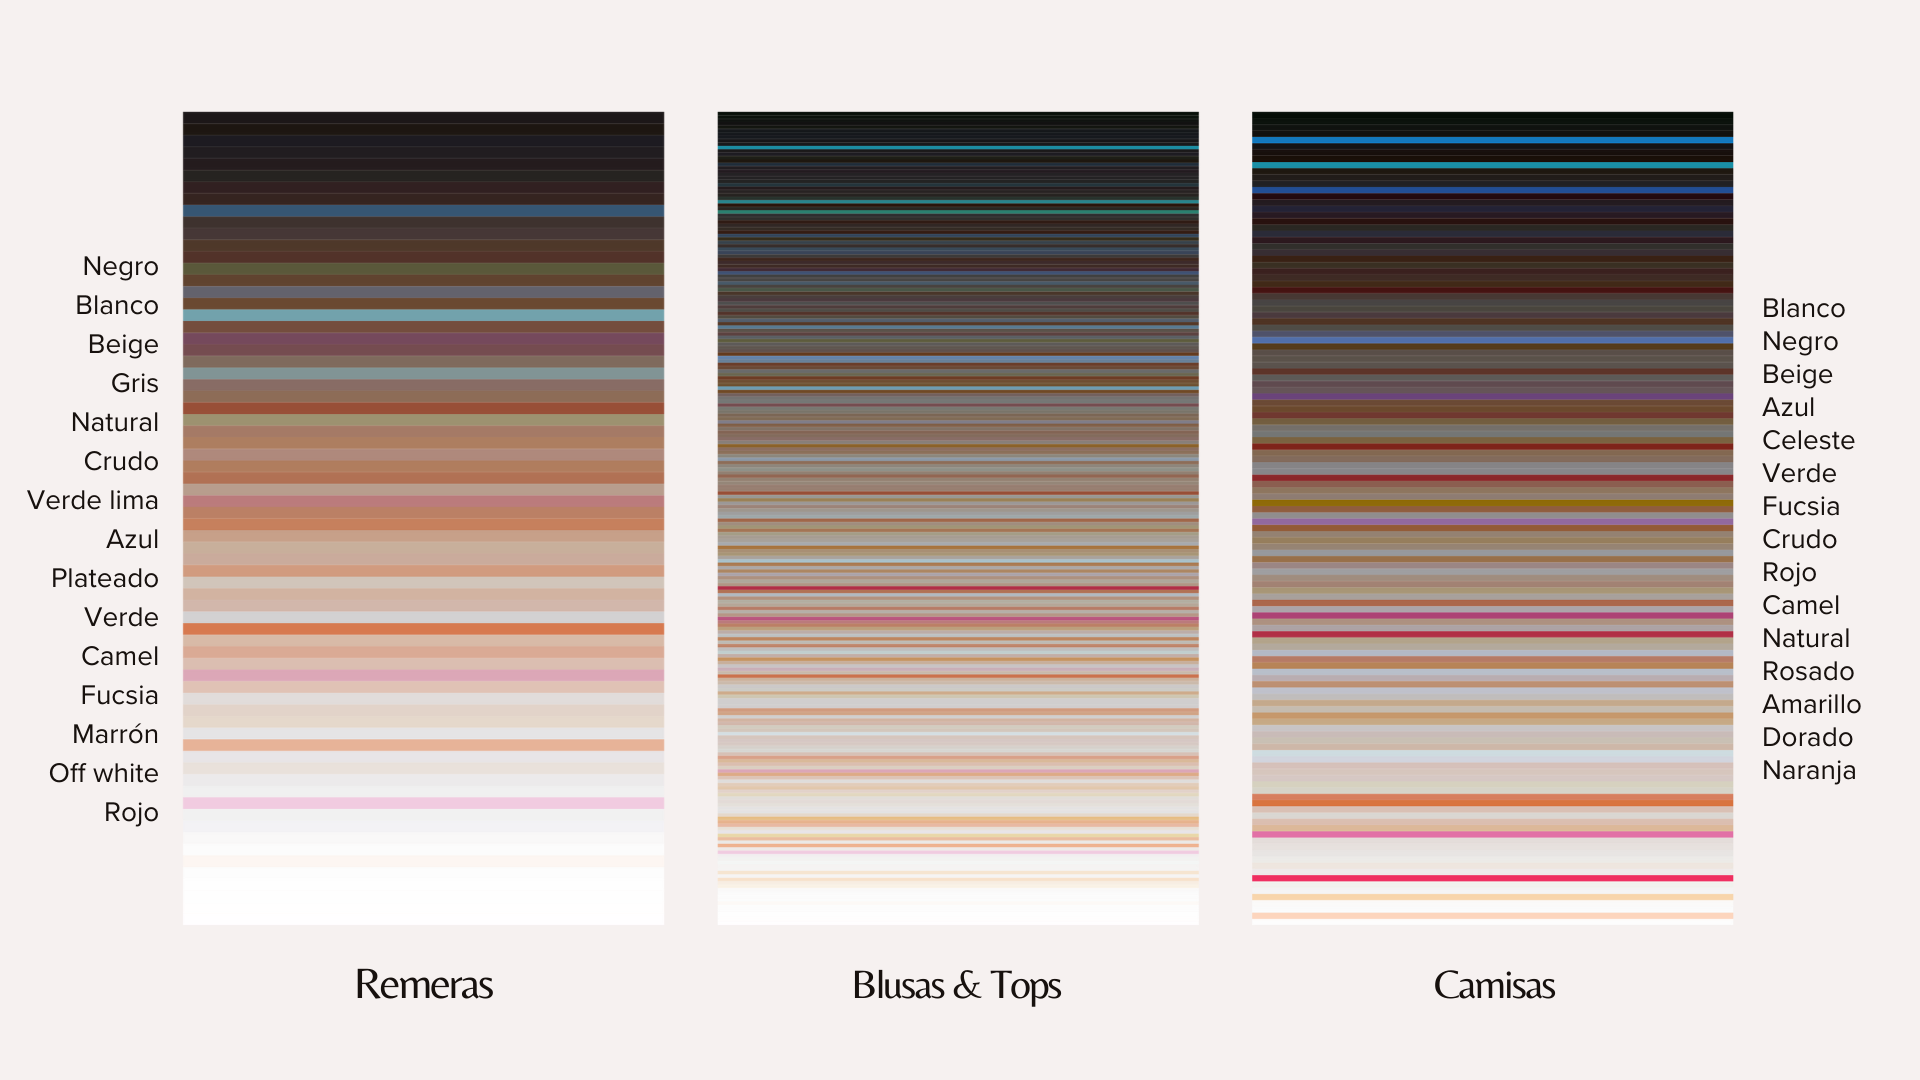 Negro
Blanco
Beige
Gris
Natural
Crudo
Verde lima
Azul
Plateado
Verde
Camel
Fucsia
Marrón
Off white
Rojo
Blanco
Negro
Beige
Azul
Celeste
Verde
Fucsia
Crudo
Rojo
Camel
Natural
Rosado
Amarillo
Dorado
Naranja
Remeras
Blusas & Tops
Camisas